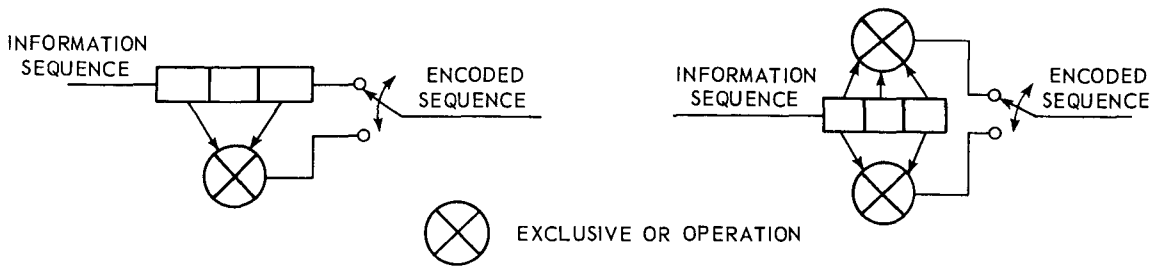 INFORMATION
SEQUENCE
ENCODED
SEQUENCE
INFORMATION
SEQUENCE
ENCODED
SEQUENCE
EXCLUSIVE OR OPERATION